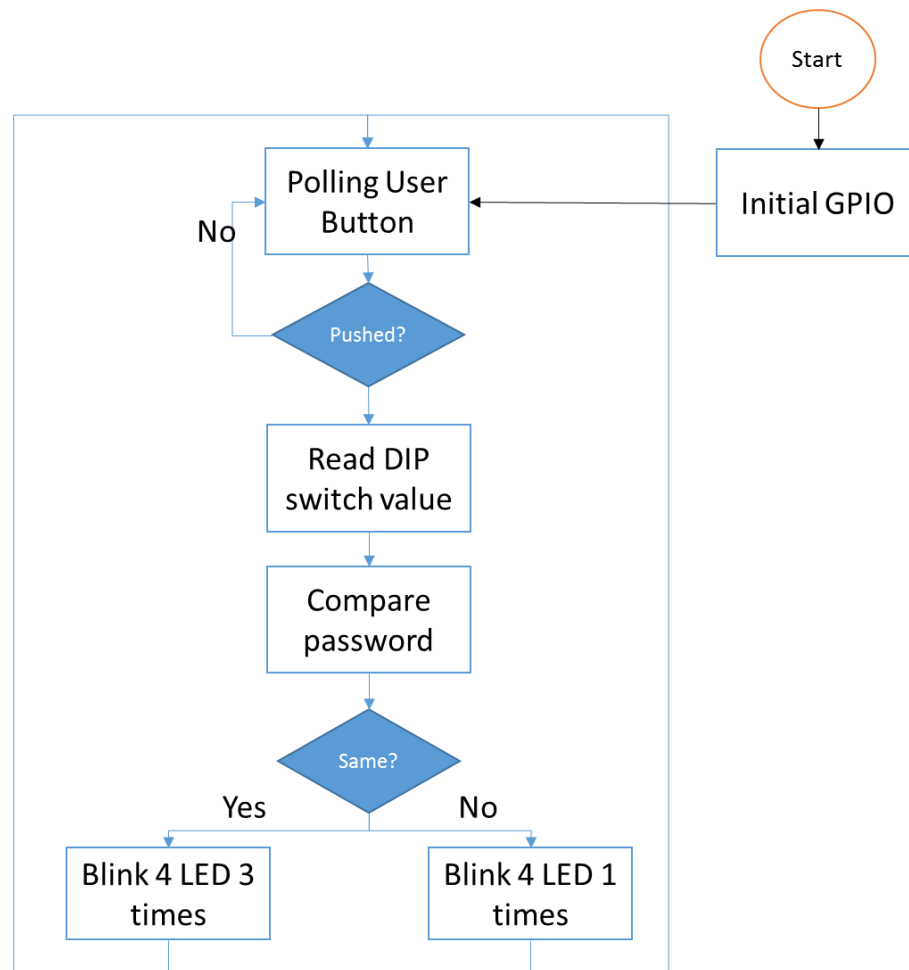 Start
Initial GPIO
Polling User
Button
No
Pushed?
Read DIP
switch value
Compare
password
Same?
Yes
No
Blink 4 LED 3
times
Blink 4 LED 1
times